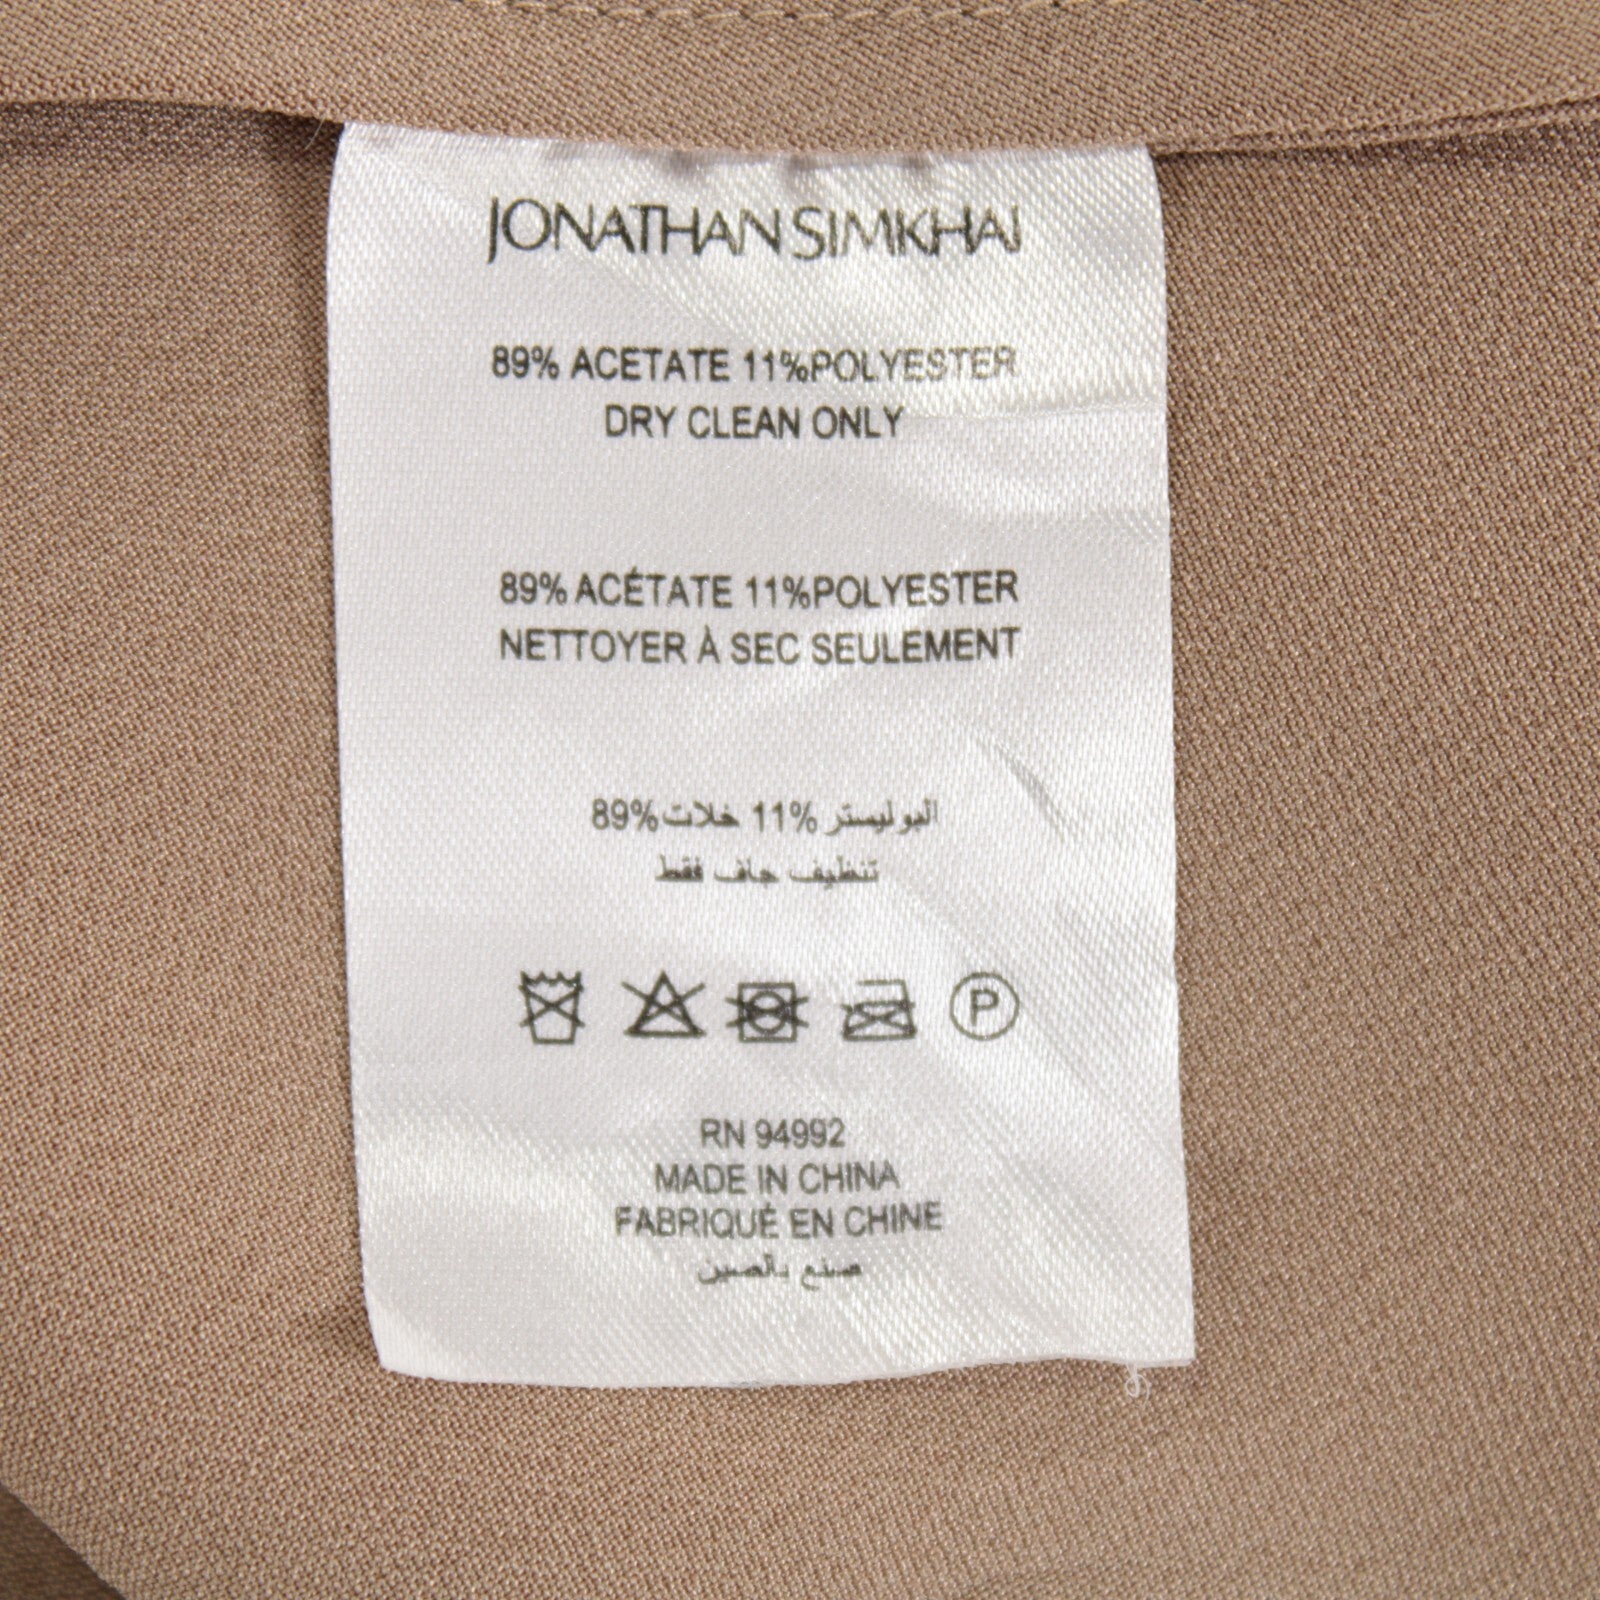 JONATHAN SIMKHAI
89% ACETATE 11%POLYESTER
DRY CLEAN ONLY
89% ACÉTATE 11%POLYESTER
NETTOYER À SEC SEULEMENT
البوليستر 11% خلات 89%
تنظيف جاف فقط
P
RN 94992
MADE IN CHINA
FABRIQUÉ EN CHINE
صنع بالصين